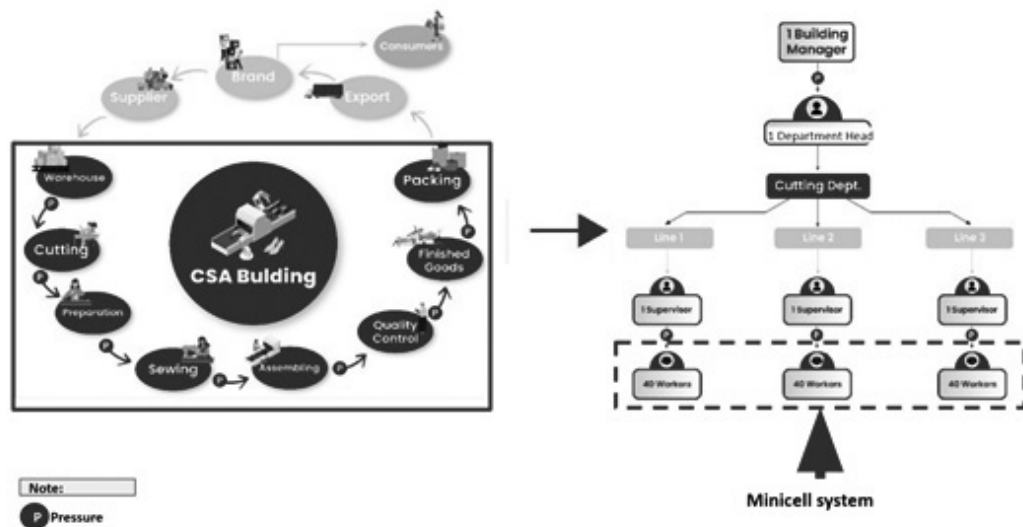 Consumers
Brand
Supplier
Export
Warehouse
P
Cutting
P
Preparation
P
Sewing
P
Assembling
P
Quality
Control
P
Finished
Goods
P
Packing
CSA Bulding
Note:
P Pressure
1 Building
Manager
P
1 Department Head
Cutting Dept.
Line 1 Line 2 Line 3
1 Supervisor 1 Supervisor 1 Supervisor
P P P
40 Workers 40 Workers 40 Workers
Minicell system